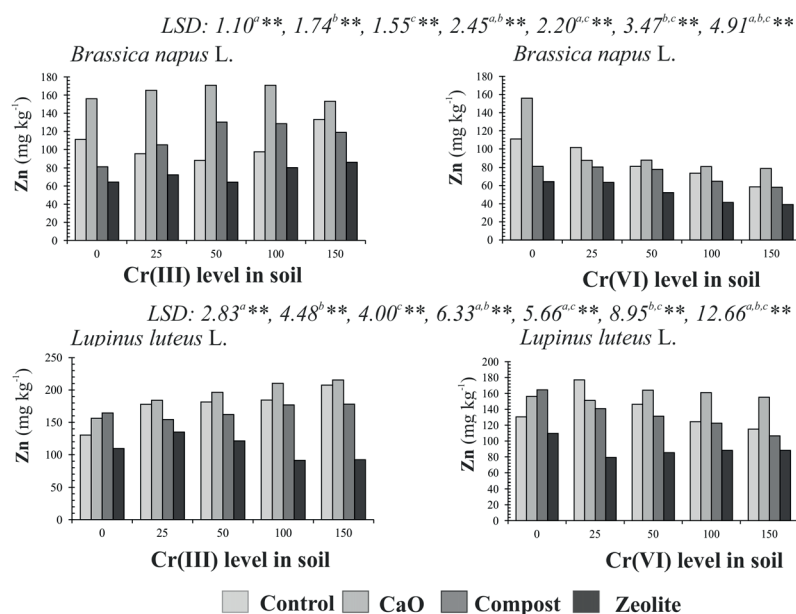 LSD: 1.10ᵃ**, 1.74ᵇ**, 1.55ᶜ**, 2.45ᵃ,ᵇ**, 2.20ᵃ,ᶜ**, 3.47ᵇ,ᶜ**, 4.91ᵃ,ᵇ,ᶜ**
Brassica napus L.
Zn (mg kg⁻¹)
180
160
140
120
100
80
60
40
20
0
0 25 50 100 150
Cr(III) level in soil
Brassica napus L.
Zn (mg kg⁻¹)
180
160
140
120
100
80
60
40
20
0
0 25 50 100 150
Cr(VI) level in soil
LSD: 2.83ᵃ**, 4.48ᵇ**, 4.00ᶜ**, 6.33ᵃ,ᵇ**, 5.66ᵃ,ᶜ**, 8.95ᵇ,ᶜ**, 12.66ᵃ,ᵇ,ᶜ**
Lupinus luteus L.
Zn (mg kg⁻¹)
250
200
150
100
50
0
0 25 50 100 150
Cr(III) level in soil
Lupinus luteus L.
Zn (mg kg⁻¹)
200
180
160
140
120
100
80
60
40
20
0
0 25 50 100 150
Cr(VI) level in soil
Control CaO Compost Zeolite